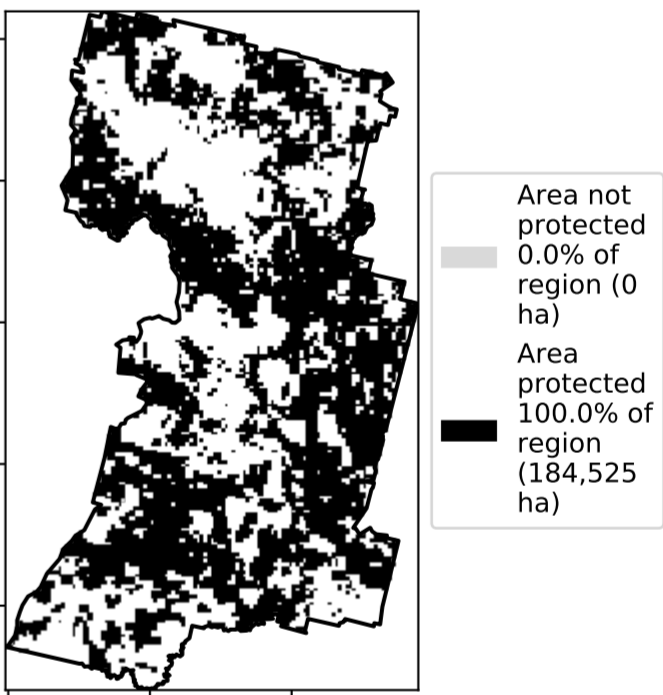 Area not
protected
0.0% of
region (0
ha)
Area
protected
100.0% of
region
(184,525
ha)